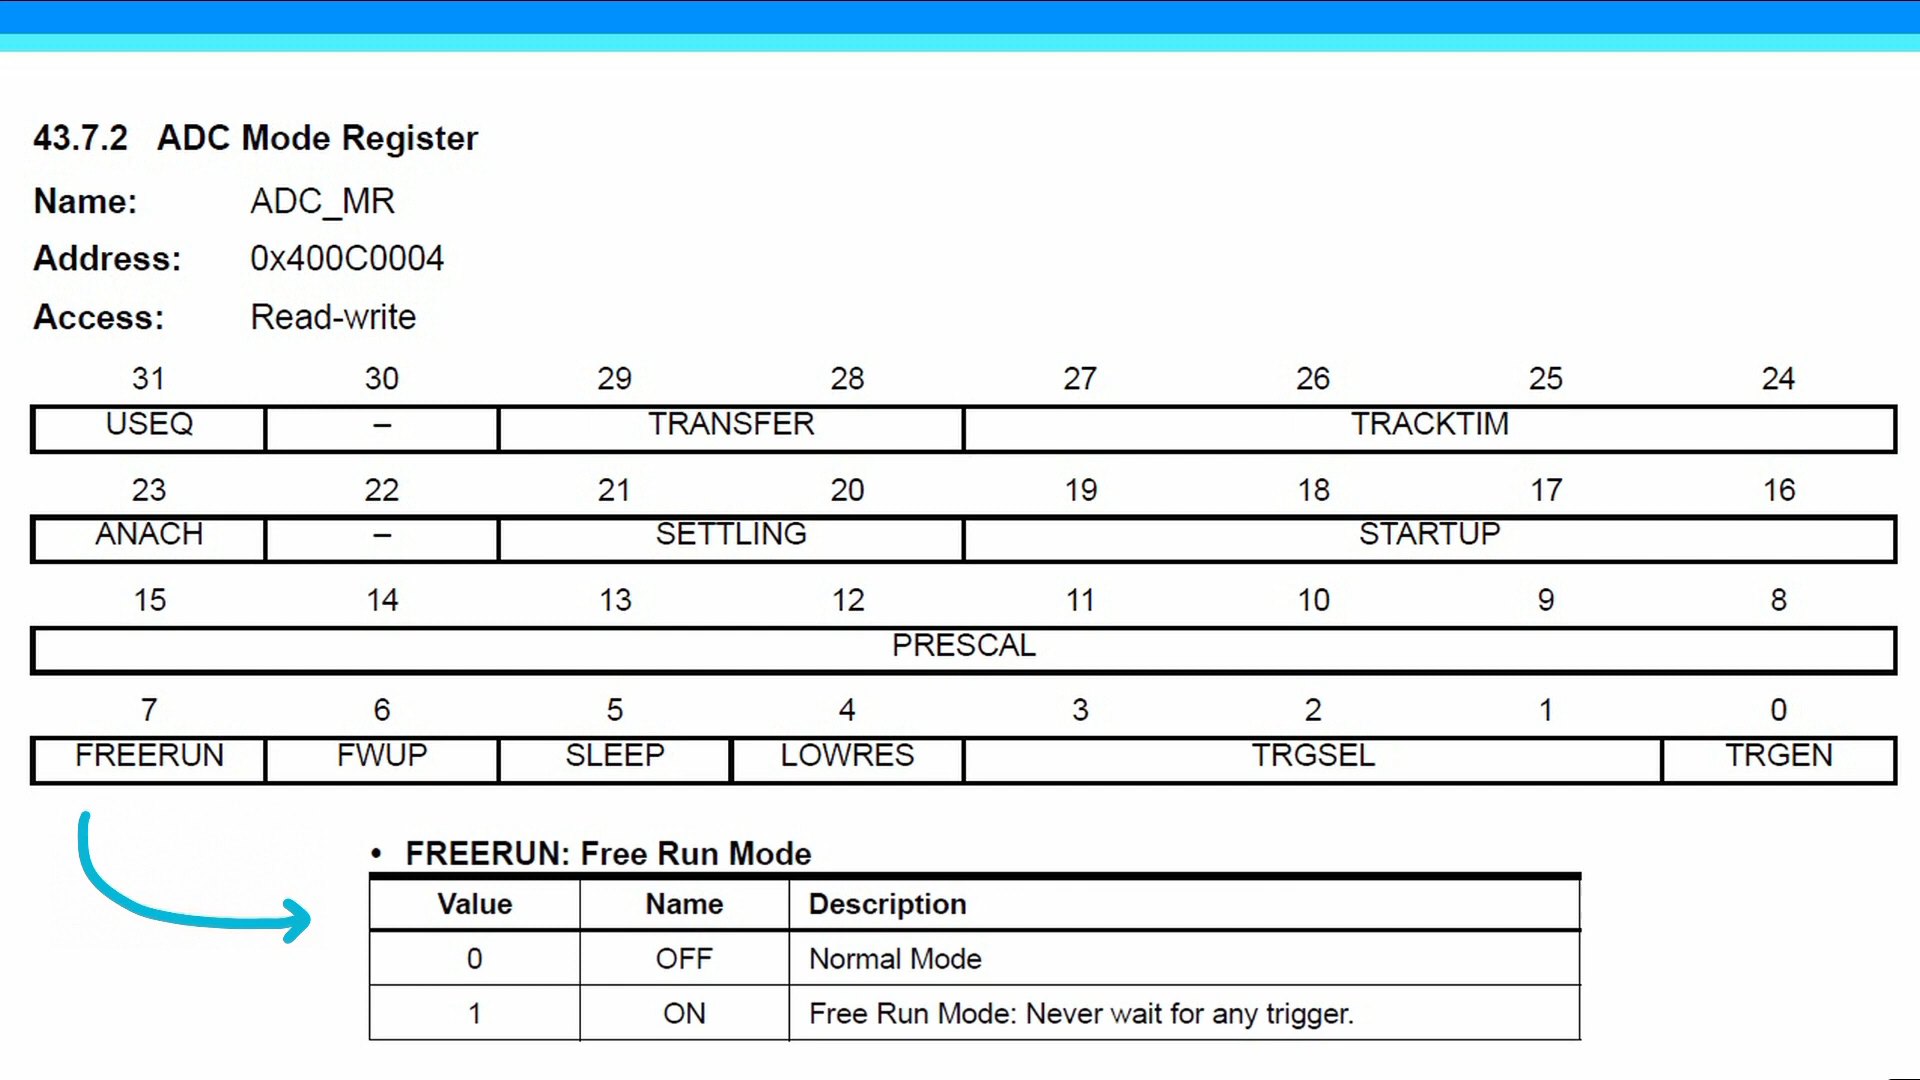 43.7.2 ADC Mode Register
Name: ADC_MR
Address: 0x400C0004
Access: Read-write
31 30 29 28 27 26 25 24
USEQ – TRANSFER TRACKTIM
23 22 21 20 19 18 17 16
ANACH – SETTLING STARTUP
15 14 13 12 11 10 9 8
PRESCAL
7 6 5 4 3 2 1 0
FREERUN FWUP SLEEP LOWRES TRGSEL TRGEN
• FREERUN: Free Run Mode
Value Name Description
0 OFF Normal Mode
1 ON Free Run Mode: Never wait for any trigger.